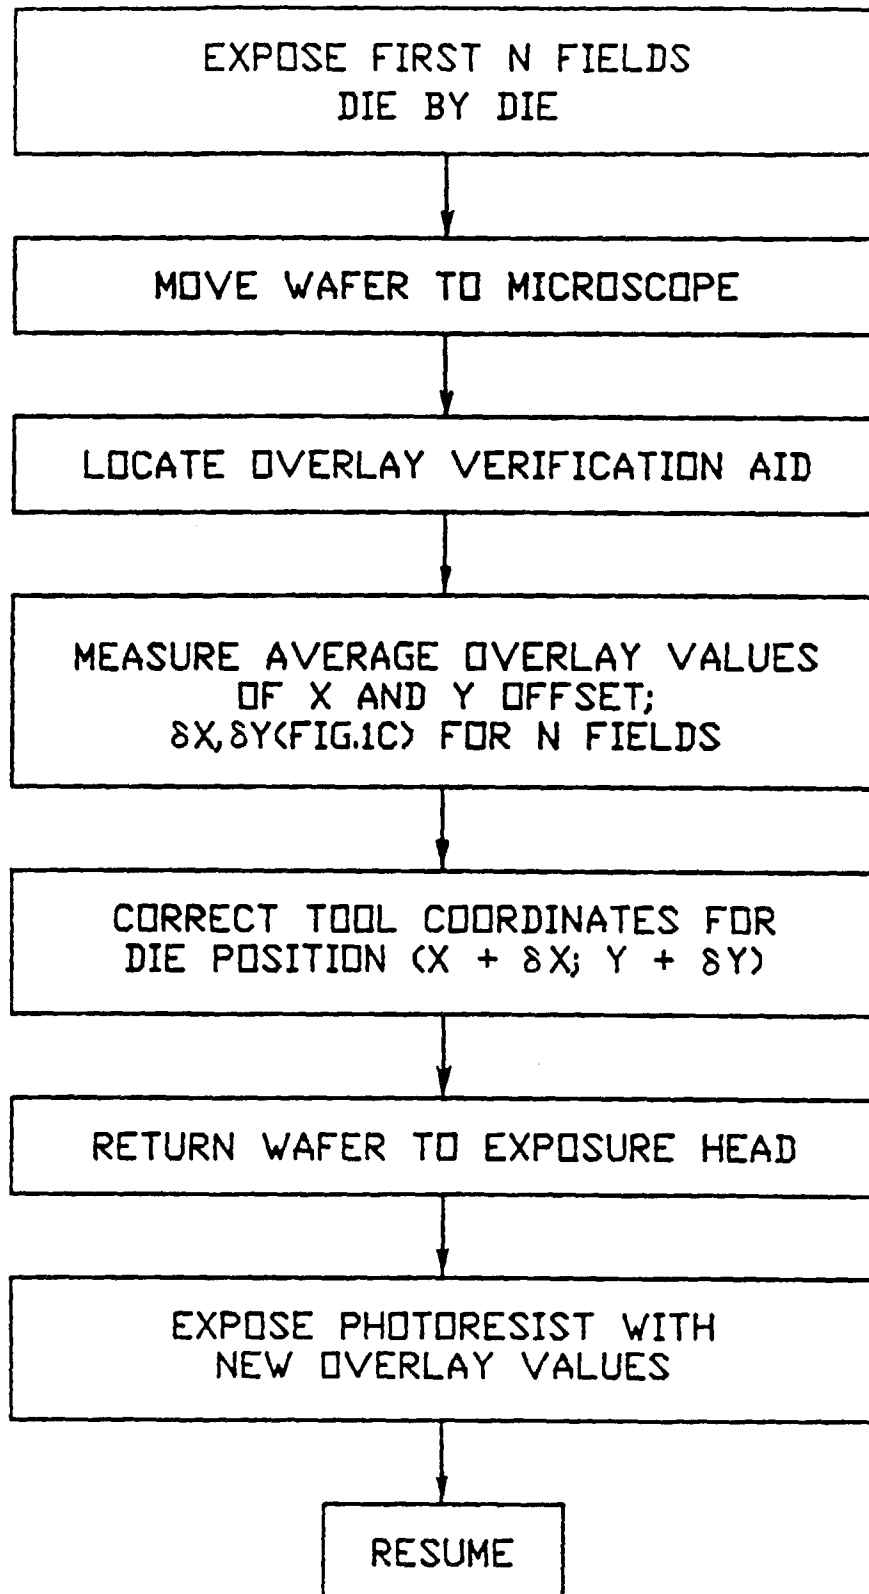 EXPOSE FIRST N FIELDS
DIE BY DIE
MOVE WAFER TO MICROSCOPE
LOCATE OVERLAY VERIFICATION AID
MEASURE AVERAGE OVERLAY VALUES
OF X AND Y OFFSET;
δX, δY(FIG.1C) FOR N FIELDS
CORRECT TOOL COORDINATES FOR
DIE POSITION (X + δX; Y + δY)
RETURN WAFER TO EXPOSURE HEAD
EXPOSE PHOTORESIST WITH
NEW OVERLAY VALUES
RESUME